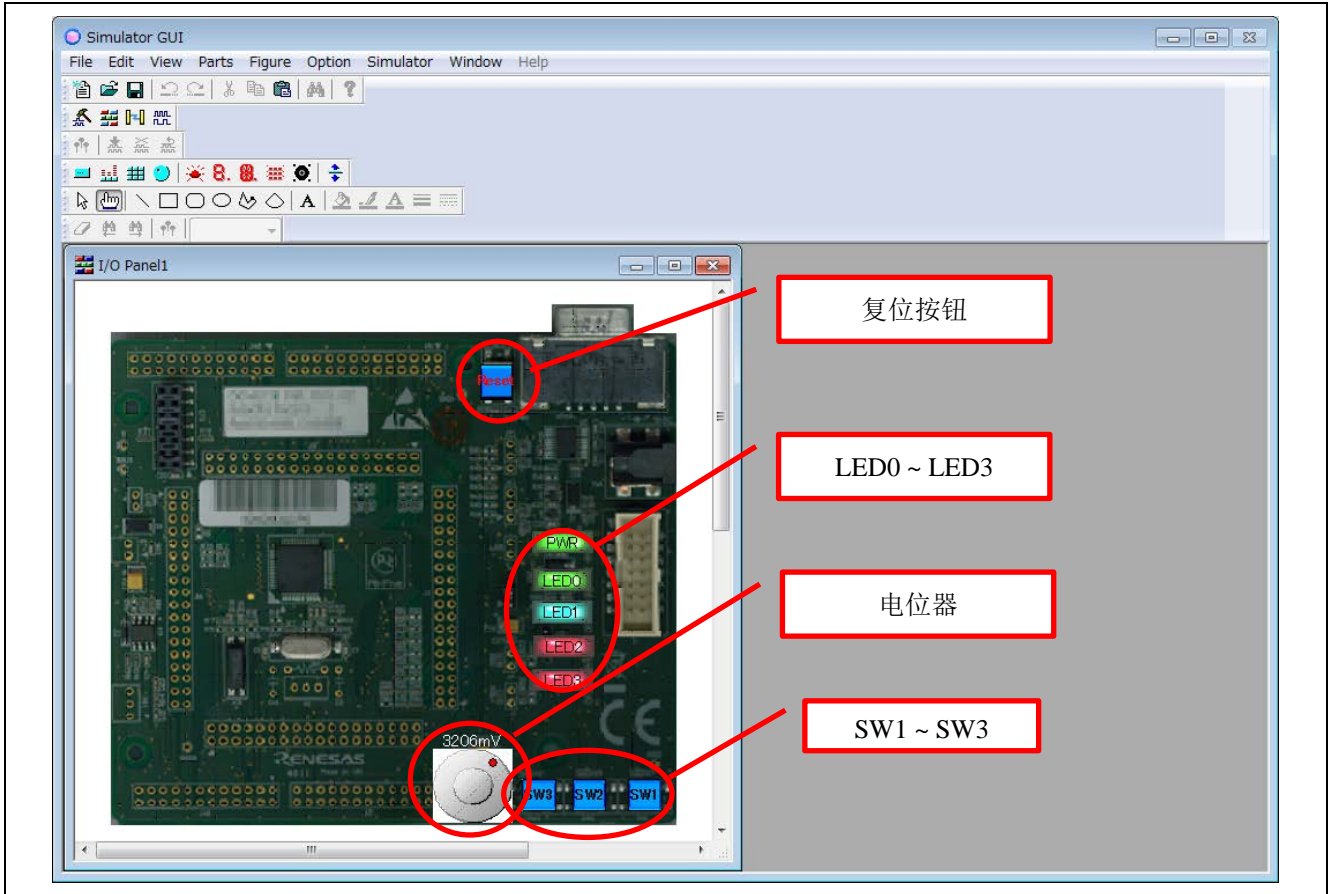 Simulator GUI
File Edit View Parts Figure Option Simulator Window Help
I/O Panel1
复位按钮
Reset
LED0 ~ LED3
PWR
LED0
LED1
LED2
LED3
电位器
3206mV
RENESAS
CE
SW1 ~ SW3
SW3 SW2 SW1